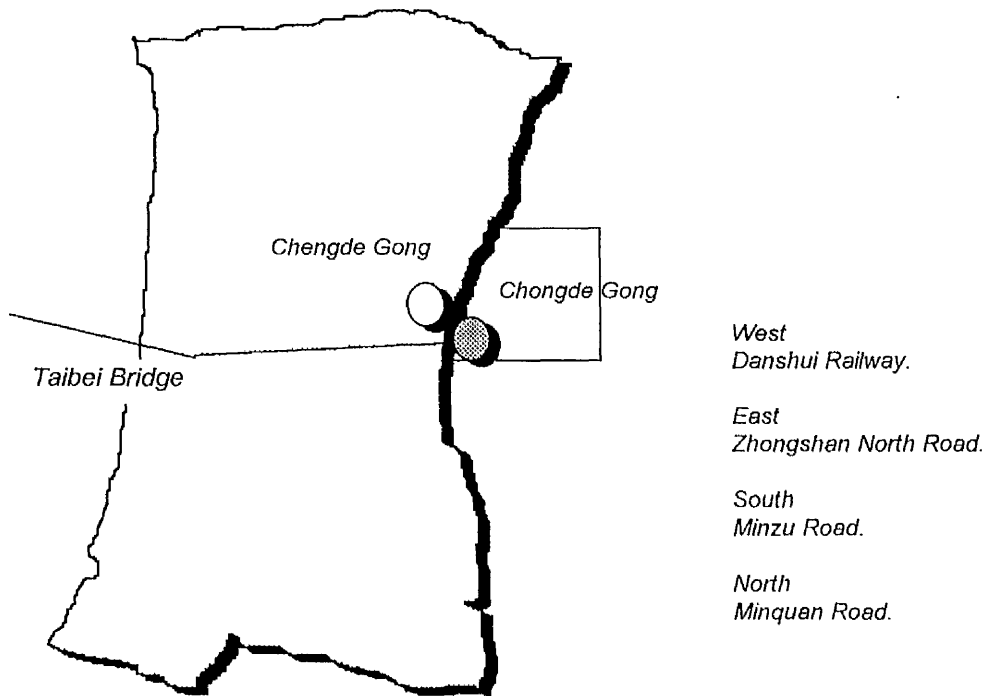 Chengde Gong
Chongde Gong
Taibei Bridge
West
Danshui Railway.
East
Zhongshan North Road.
South
Minzu Road.
North
Minquan Road.